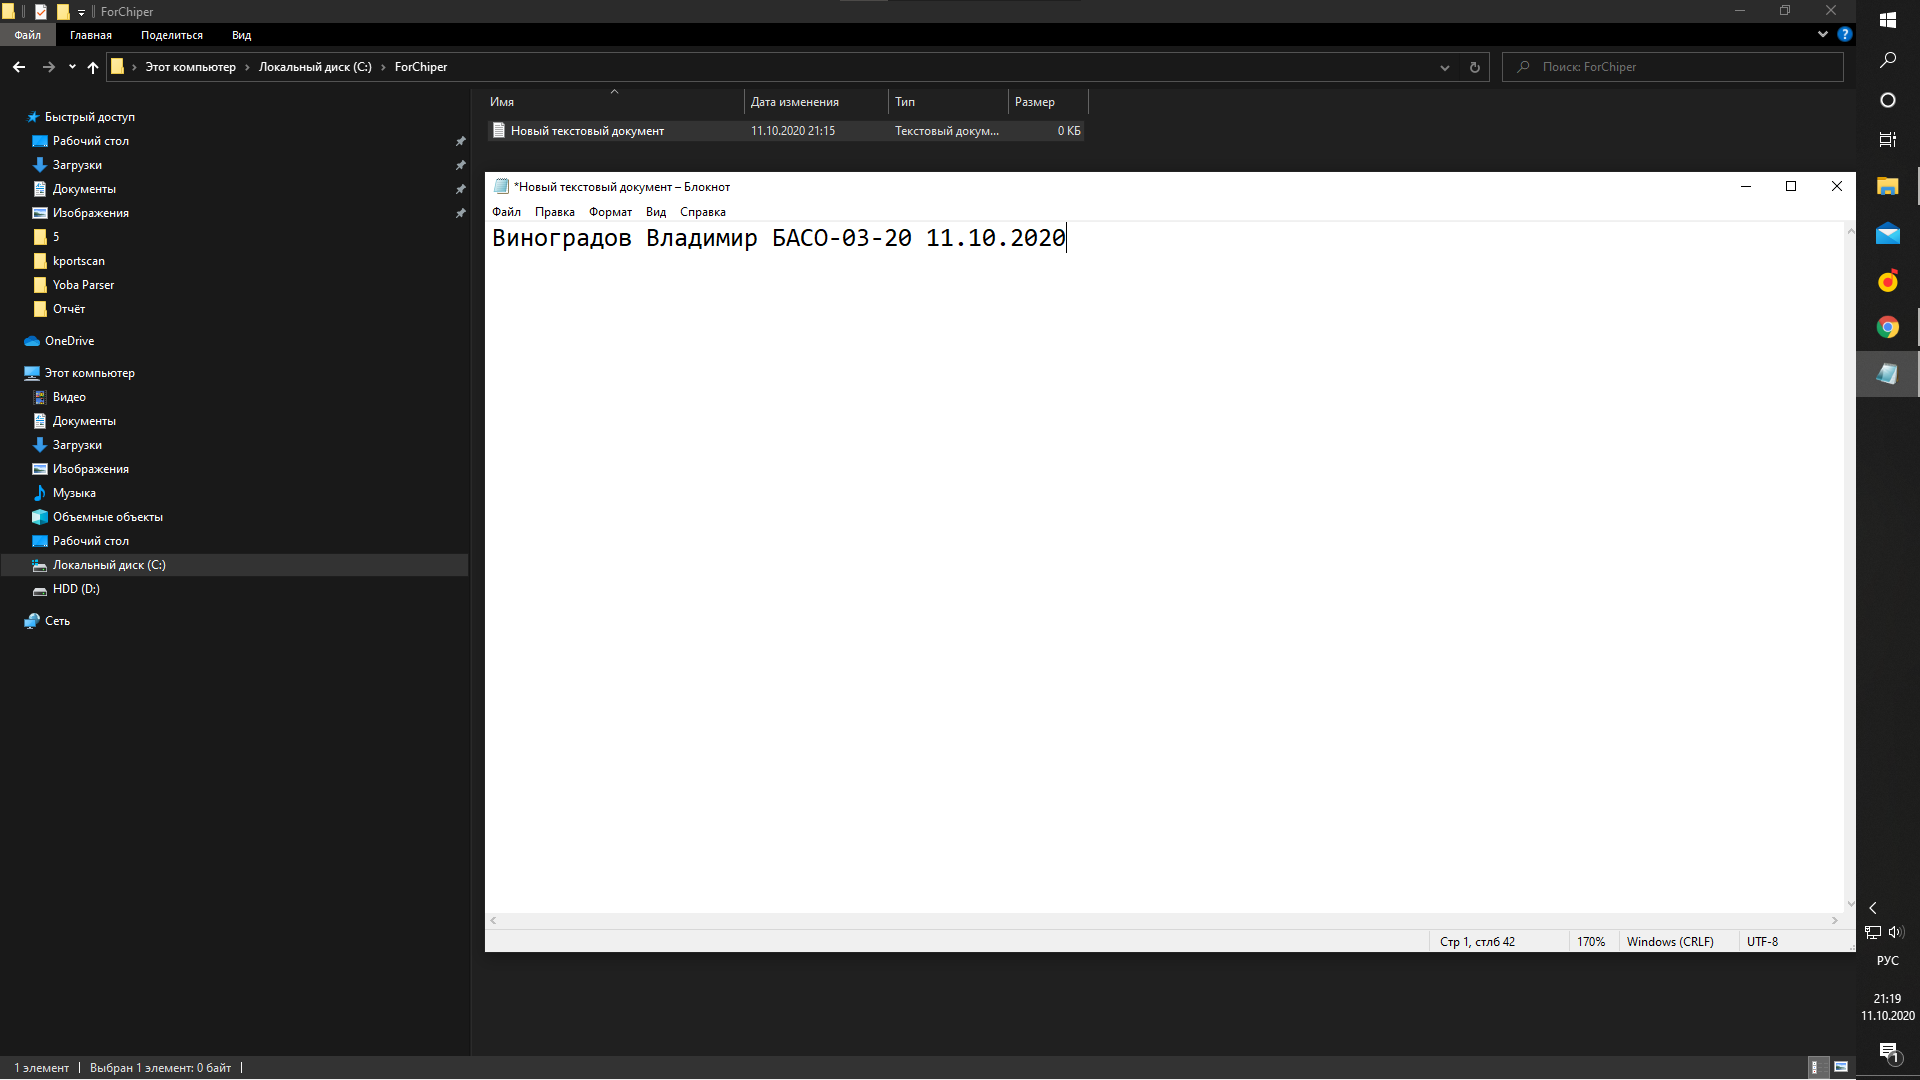 ForChiper
Файл Главная Поделиться Вид
Этот компьютер Локальный диск (C:) ForChiper
Поиск: ForChiper
Быстрый доступ
Рабочий стол
Загрузки
Документы
Изображения
5
kportscan
Yoba Parser
Отчёт
OneDrive
Этот компьютер
Видео
Документы
Загрузки
Изображения
Музыка
Объемные объекты
Рабочий стол
Локальный диск (C:)
HDD (D:)
Сеть
Имя Дата изменения Тип Размер
Новый текстовый документ 11.10.2020 21:15 Текстовый докум... 0 КБ
*Новый текстовый документ – Блокнот
Файл Правка Формат Вид Справка
Виноградов Владимир БАСО-03-20 11.10.2020
Стр 1, стлб 42 170% Windows (CRLF) UTF-8
1 элемент Выбран 1 элемент: 0 байт
РУС
21:19
11.10.2020
1